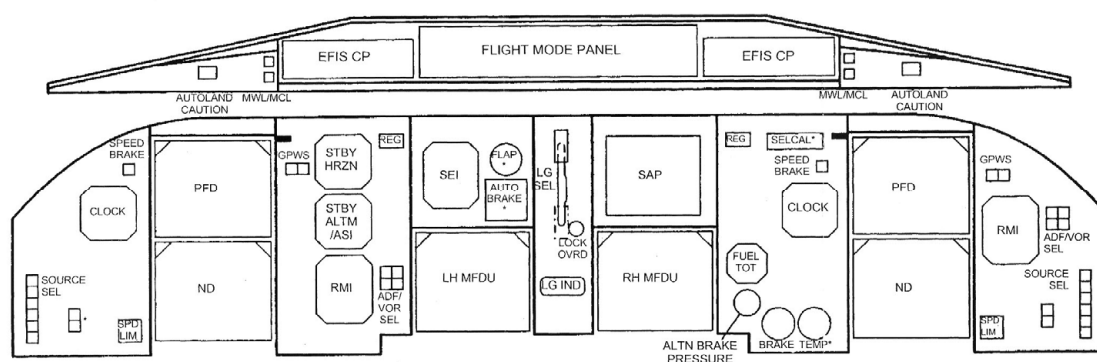 EFIS CP
FLIGHT MODE PANEL
EFIS CP
AUTOLAND
CAUTION
MWL/MCL
MWL/MCL
AUTOLAND
CAUTION
SPEED
BRAKE
CLOCK
SOURCE
SEL
*
SPD
LIM
PFD
ND
GPWS
STBY
HRZN
REG
STBY
ALTM
/ASI
RMI
ADF/
VOR
SEL
SEI
FLAP
*
AUTO
BRAKE
*
LH MFDU
LG
SEL
LOCK
OVRD
LG IND
SAP
RH MFDU
REG
SELCAL*
SPEED
BRAKE
CLOCK
FUEL
TOT
ALTN BRAKE
PRESSURE
BRAKE TEMP*
PFD
ND
GPWS
RMI
ADF/VOR
SEL
SOURCE
SEL
SPD
LIM